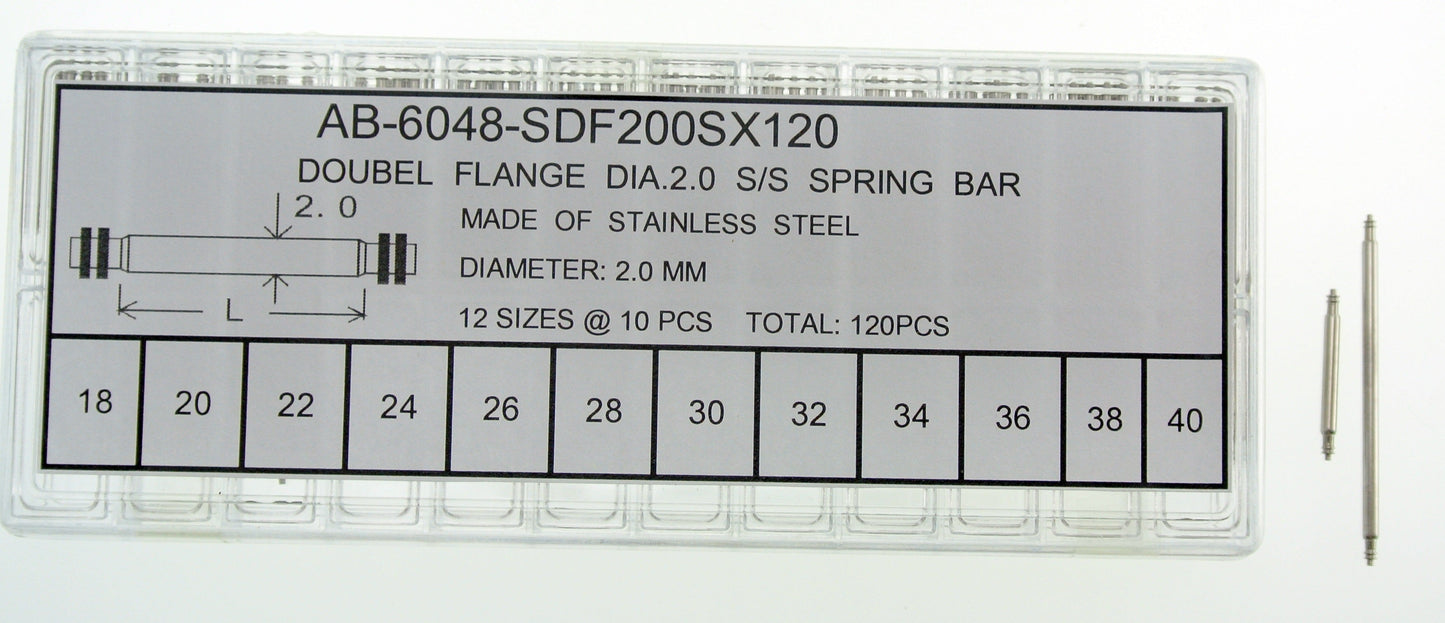 AB-6048-SDF200SX120
DOUBEL FLANGE DIA.2.0 S/S SPRING BAR
2. 0
MADE OF STAINLESS STEEL
DIAMETER: 2.0 MM
L
12 SIZES @ 10 PCS TOTAL: 120PCS
18 20 22 24 26 28 30 32 34 36 38 40